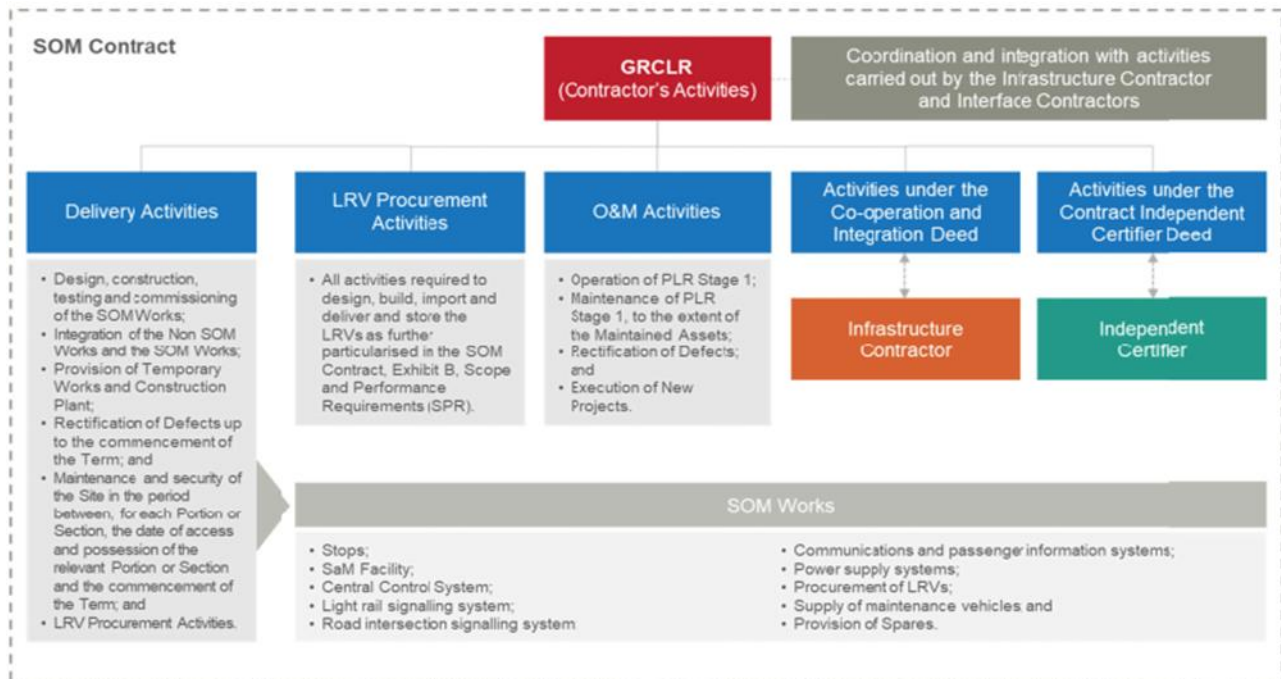 SOM Contract
GRCLR
(Contractor's Activities)
Coordination and integration with activities
carried out by the Infrastructure Contractor
and Interface Contractors
Delivery Activities
LRV Procurement
Activities
O&M Activities
Activities under the
Co-operation and
Integration Deed
Activities under the
Contract Independent
Certifier Deed
• Design, construction,
testing and commissioning
of the SOM Works;
• Integration of the Non SOM
Works and the SOM Works;
• Provision of Temporary
Works and Construction
Plant;
• Rectification of Defects up
to the commencement of
the Term; and
• Maintenance and security of
the Site in the period
between, for each Portion or
Section, the date of access
and possession of the
relevant Portion or Section
and the commencement of
the Term; and
• LRV Procurement Activities.
• All activities required to
design, build, import and
deliver and store the
LRVs as further
particularised in the SOM
Contract, Exhibit B, Scope
and Performance
Requirements (SPR).
• Operation of PLR Stage 1;
• Maintenance of PLR
Stage 1, to the extent of
the Maintained Assets;
• Rectification of Defects;
and
• Execution of New
Projects.
Infrastructure
Contractor
Independent
Certifier
SOM Works
• Stops;
• SaM Facility;
• Central Control System;
• Light rail signalling system;
• Road intersection signalling system
• Communications and passenger information systems;
• Power supply systems;
• Procurement of LRVs;
• Supply of maintenance vehicles and
• Provision of Spares.